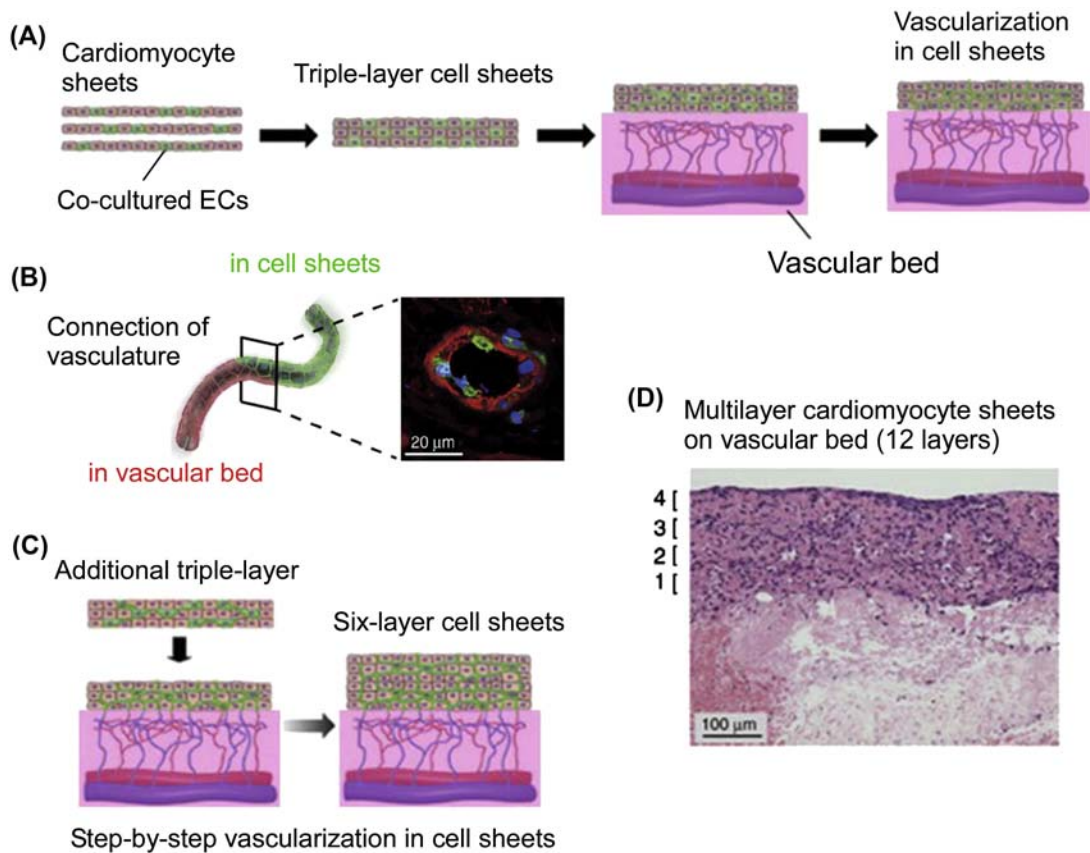 (A)
Cardiomyocyte
sheets
Triple-layer cell sheets
Vascularization
in cell sheets
Co-cultured ECs
Vascular bed
(B)
in cell sheets
Connection of
vasculature
20 μm
in vascular bed
(C)
Additional triple-layer
Six-layer cell sheets
Step-by-step vascularization in cell sheets
(D)
Multilayer cardiomyocyte sheets
on vascular bed (12 layers)
4 [
3 [
2 [
1 [
100 μm